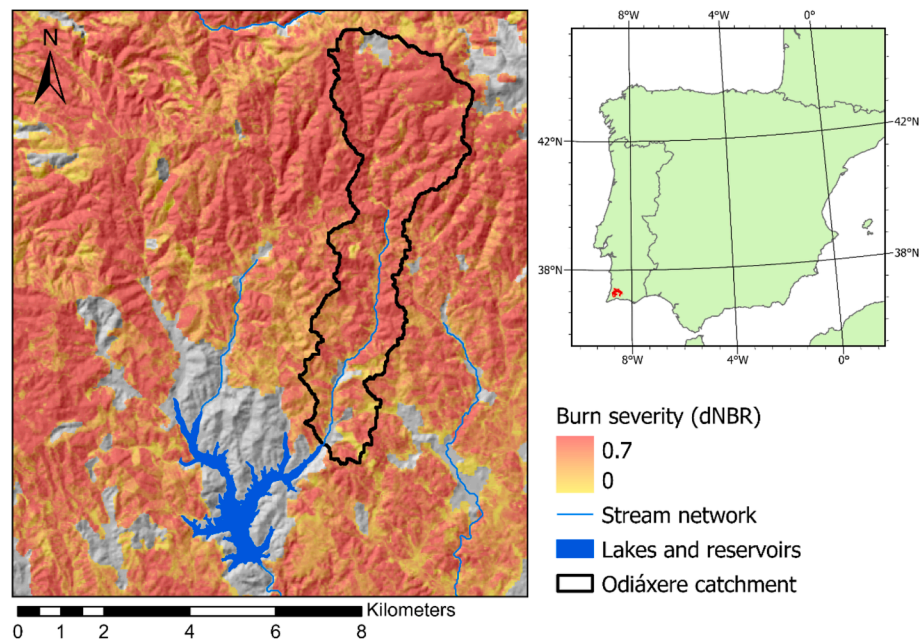 N
8°W 4°W 0°
42°N 42°N
38°N 38°N
8°W 4°W 0°
Burn severity (dNBR)
0.7
0
Stream network
Lakes and reservoirs
Odiáxere catchment
Kilometers
0 1 2 4 6 8